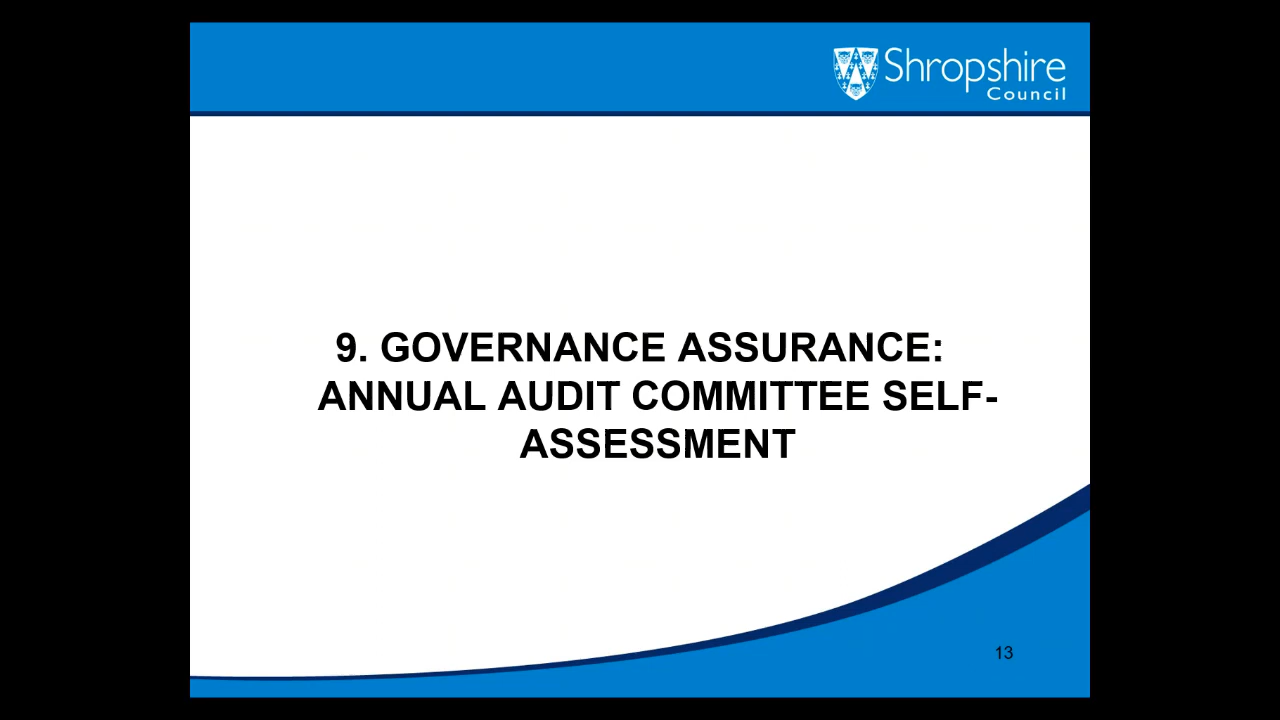 Shropshire
Council
9. GOVERNANCE ASSURANCE:
ANNUAL AUDIT COMMITTEE SELF-
ASSESSMENT
13